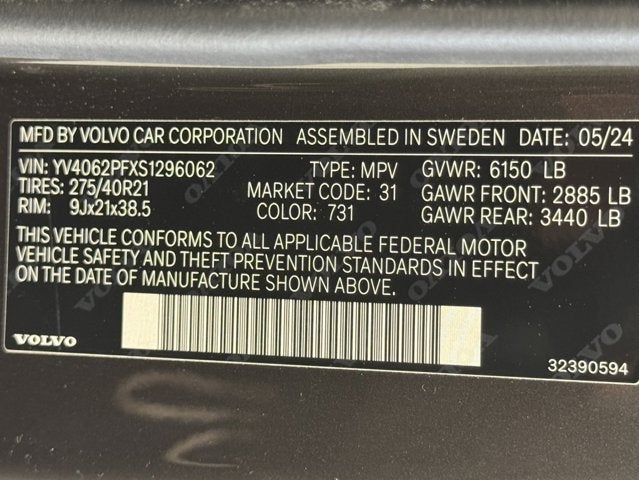 MFD BY VOLVO CAR CORPORATION ASSEMBLED IN SWEDEN DATE: 05/24
VIN: YV4062PFXS1296062 TYPE: MPV GVWR: 6150 LB
TIRES: 275/40R21 MARKET CODE: 31 GAWR FRONT: 2885 LB
RIM: 9Jx21x38.5 COLOR: 731 GAWR REAR: 3440 LB
THIS VEHICLE CONFORMS TO ALL APPLICABLE FEDERAL MOTOR
VEHICLE SAFETY AND THEFT PREVENTION STANDARDS IN EFFECT
ON THE DATE OF MANUFACTURE SHOWN ABOVE.
VOLVO 32390594